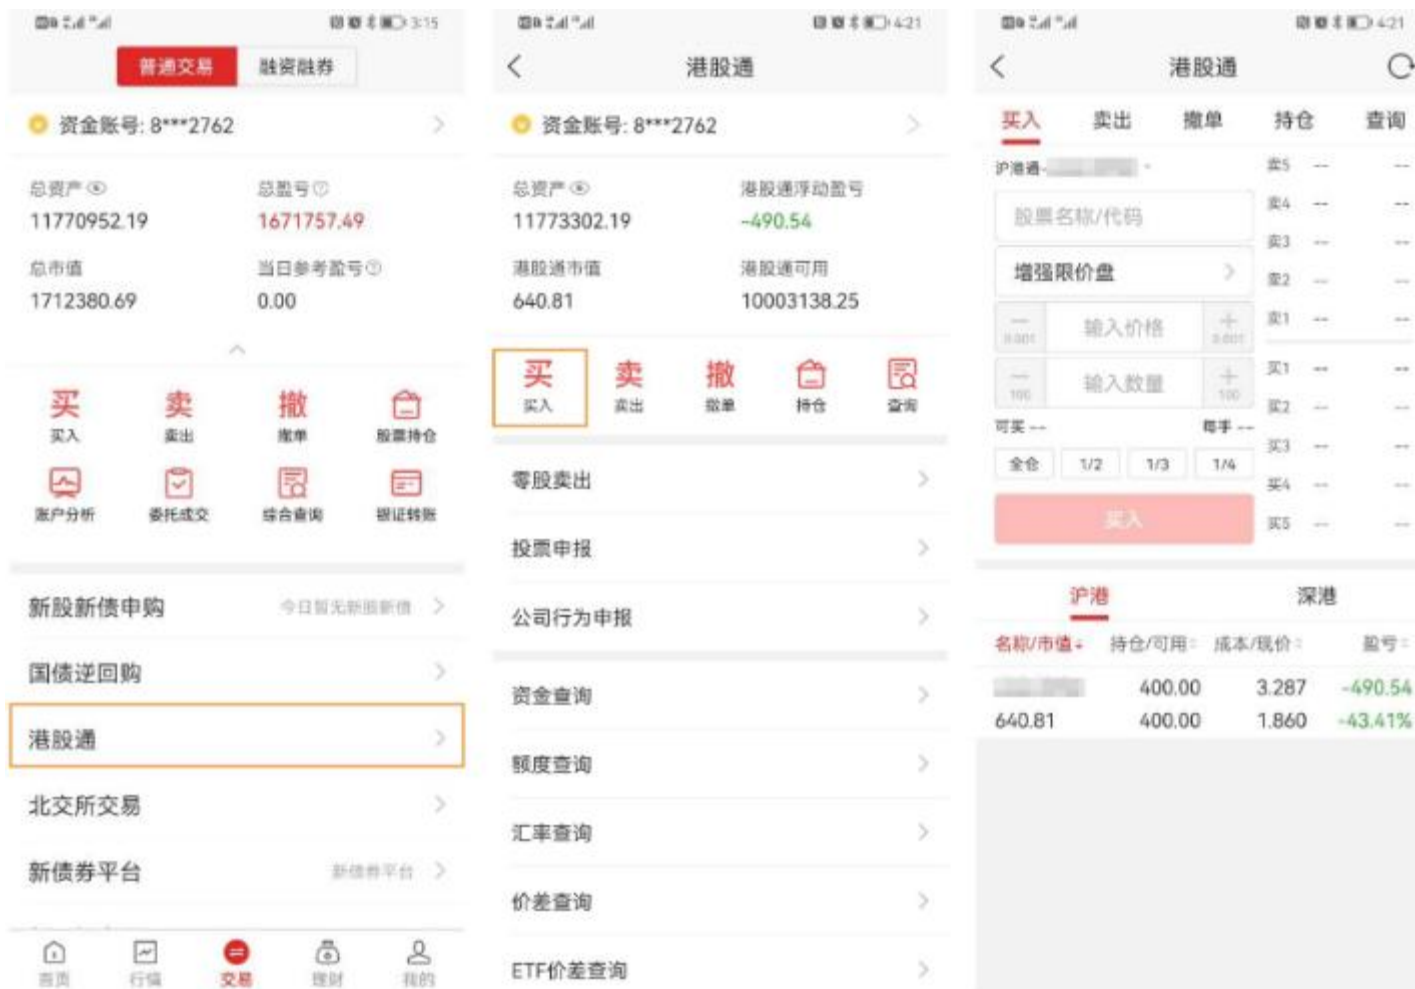 3:15
普通交易 融资融券
资金账号: 8***2762
总资产 总盈亏
11770952.19 1671757.49
总市值 当日参考盈亏
1712380.69 0.00
买 卖 撤
买入 卖出 撤单 股票持仓
账户分析 委托成交 综合查询 银证转账
新股新债申购 今日暂无新股新债
国债逆回购
港股通
北交所交易
新债券平台 新债券平台
首页 行情 交易 理财 我的
4:21
港股通
资金账号: 8***2762
总资产 港股通浮动盈亏
11773302.19 -490.54
港股通市值 港股通可用
640.81 10003138.25
买 卖 撤
买入 卖出 撤单 持仓 查询
零股卖出
投票申报
公司行为申报
资金查询
额度查询
汇率查询
价差查询
ETF价差查询
4:21
港股通
买入 卖出 撤单 持仓 查询
沪港通-
股票名称/代码
增强限价盘
0.001 输入价格 0.001
100 输入数量 100
可买 -- 每手 --
全仓 1/2 1/3 1/4
买入
卖5 -- --
卖4 -- --
卖3 -- --
卖2 -- --
卖1 -- --
买1 -- --
买2 -- --
买3 -- --
买4 -- --
买5 -- --
沪港 深港
名称/市值 持仓/可用 成本/现价 盈亏
400.00 3.287 -490.54
640.81 400.00 1.860 -43.41%